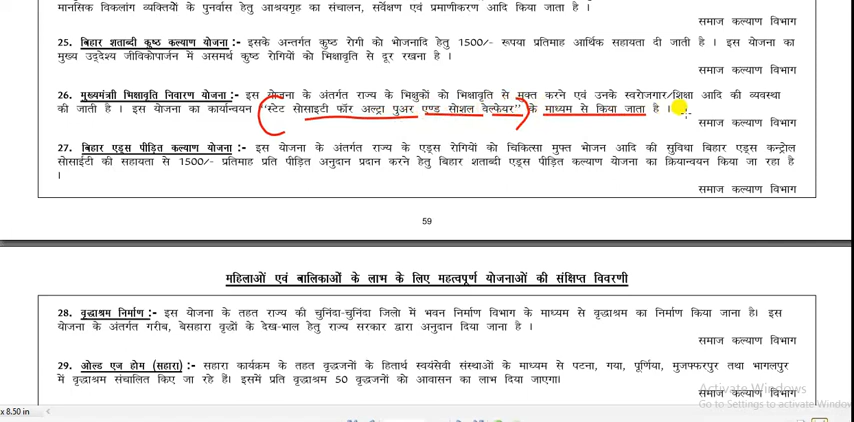 मानसिक विकलांग व्यक्तियों के पुनर्वास हेतु आश्रयगृह का संचालन, सर्वेक्षण एवं प्रमाणीकरण आदि किया जाता है ।
समाज कल्याण विभाग
25. बिहार शताब्दी कुष्ठ कल्याण योजना :- इसके अन्तर्गत कुष्ठ रोगी को भोजनादि हेतु 1500/- रूपया प्रतिमाह आर्थिक सहायता दी जाती है । इस योजना का
मुख्य उद्देश्य जीविकोपार्जन में असमर्थ कुष्ठ रोगियों को भिक्षावृति से दूर रखना है ।
समाज कल्याण विभाग
26. मुख्यमंत्री भिक्षावृति निवारण योजना :- इस योजना के अंतर्गत राज्य के भिक्षुकों को भिक्षावृति से मुक्त करने एवं उनके स्वरोजगार/शिक्षा आदि की व्यवस्था
की जाती है । इस योजना का कार्यान्वयन "स्टेट सोसाइटी फॉर अल्ट्रा पुअर एण्ड सोशल वेल्फेयर" के माध्यम से किया जाता है ।
समाज कल्याण विभाग
27. बिहार एड्स पीड़ित कल्याण योजना :- इस योजना के अंतर्गत राज्य के एड्स रोगियों को चिकित्सा मुफ्त भोजन आदि की सुविधा बिहार एड्स कन्ट्रोल
सोसाईटी की सहायता से 1500/- प्रतिमाह प्रति पीड़ित अनुदान प्रदान करने हेतु बिहार शताब्दी एड्स पीड़ित कल्याण योजना का क्रियान्वयन किया जा रहा है
।
समाज कल्याण विभाग
59
महिलाओं एवं बालिकाओं के लाभ के लिए महत्वपूर्ण योजनाओं की संक्षिप्त विवरणी
28. वृद्धाश्रम निर्माण :- इस योजना के तहत राज्य की चुनिंदा-चुनिंदा जिलो में भवन निर्माण विभाग के माध्यम से वृद्धाश्रम का निर्माण किया जाना है। इस
योजना के अंतर्गत गरीब, बेसहारा वृद्धों के देख-भाल हेतु राज्य सरकार द्वारा अनुदान दिया जाना है ।
समाज कल्याण विभाग
29. ओल्ड एज होम (सहारा) :- सहारा कार्यक्रम के तहत वृद्धजनों के हितार्थ स्वयंसेवी संस्थाओं के माध्यम से पटना, गया, पूर्णिया, मुजफ्फरपुर तथा भागलपुर
में वृद्धाश्रम संचालित किए जा रहे हैं। इसमें प्रति वृद्धाश्रम 50 वृद्धजनों को आवासन का लाभ दिया जाएगा।
Activate Windows
समाज कल्याण विभाग
Go to Settings to activate Window
x 8.50 in